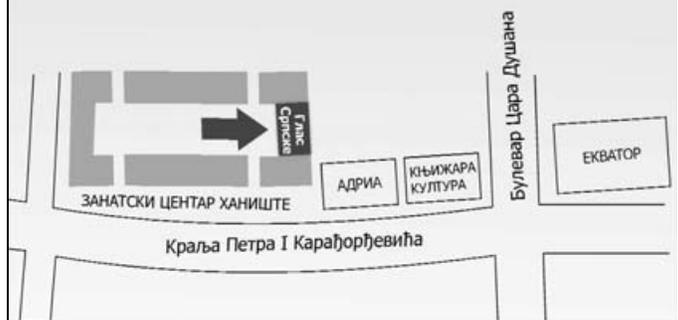 Глас
Српске
ЗАНАТСКИ ЦЕНТАР ХАНИШТЕ
АДРИА
КЊИЖАРА
КУЛТУРА
Булевар Цара Душана
ЕКВАТОР
Краља Петра I Карађорђевића